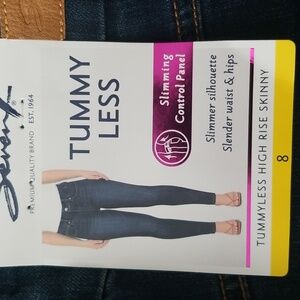 Seven7
PREMIUM QUALITY BRAND EST. 1964
TUMMY
LESS
Slimming
Control Panel
Slimmer silhouette
Slender waist & hips
TUMMYLESS HIGH RISE SKINNY
8